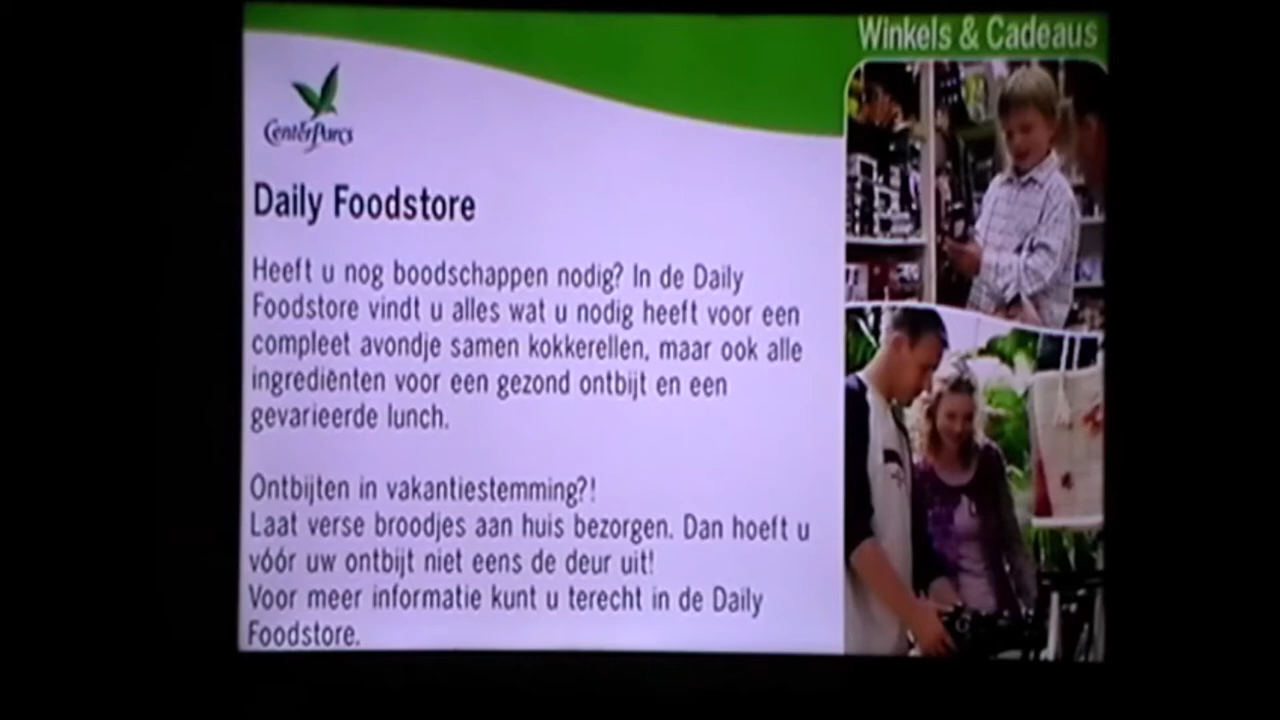 Winkels & Cadeaus
CenterParcs
Daily Foodstore
Heeft u nog boodschappen nodig? In de Daily
Foodstore vindt u alles wat u nodig heeft voor een
compleet avondje samen kokkerellen, maar ook alle
ingrediënten voor een gezond ontbijt en een
gevarieerde lunch.
Ontbijten in vakantiestemming?!
Laat verse broodjes aan huis bezorgen. Dan hoeft u
vóór uw ontbijt niet eens de deur uit!
Voor meer informatie kunt u terecht in de Daily
Foodstore.